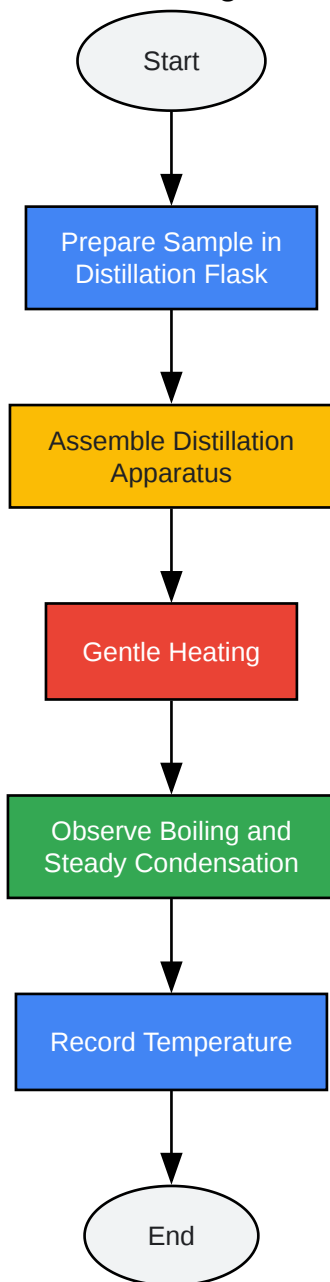 Start
Prepare Sample in
Distillation Flask
Assemble Distillation
Apparatus
Gentle Heating
Observe Boiling and
Steady Condensation
Record Temperature
End